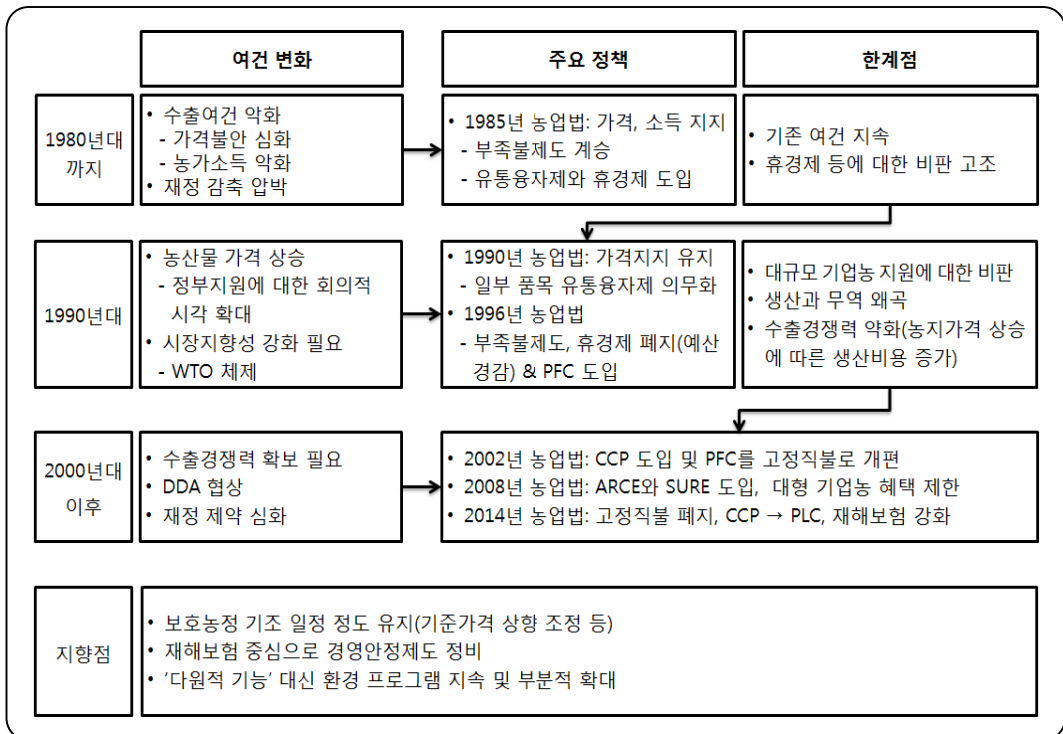 여건 변화
주요 정책
한계점
1980년대
까지
• 수출여건 악화
- 가격불안 심화
- 농가소득 악화
• 재정 감축 압박
• 1985년 농업법: 가격, 소득 지지
- 부족불제도 계승
- 유통융자제와 휴경제 도입
• 기존 여건 지속
• 휴경제 등에 대한 비판 고조
1990년대
• 농산물 가격 상승
- 정부지원에 대한 회의적
시각 확대
• 시장지향성 강화 필요
- WTO 체제
• 1990년 농업법: 가격지지 유지
- 일부 품목 유통융자제 의무화
• 1996년 농업법
- 부족불제도, 휴경제 폐지(예산
경감) & PFC 도입
• 대규모 기업농 지원에 대한 비판
• 생산과 무역 왜곡
• 수출경쟁력 약화(농지가격 상승
에 따른 생산비용 증가)
2000년대
이후
• 수출경쟁력 확보 필요
• DDA 협상
• 재정 제약 심화
• 2002년 농업법: CCP 도입 및 PFC를 고정직불로 개편
• 2008년 농업법: ARCE와 SURE 도입, 대형 기업농 혜택 제한
• 2014년 농업법: 고정직불 폐지, CCP → PLC, 재해보험 강화
지향점
• 보호농정 기조 일정 정도 유지(기준가격 상향 조정 등)
• 재해보험 중심으로 경영안정제도 정비
• ‘다원적 기능’ 대신 환경 프로그램 지속 및 부분적 확대